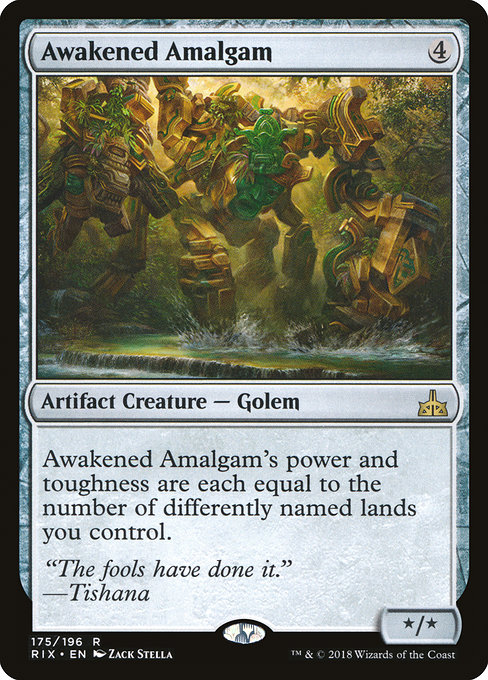 Awakened Amalgam 4
Artifact Creature — Golem
Awakened Amalgam’s power and
toughness are each equal to the
number of differently named lands
you control.
“The fools have done it.”
—Tishana
★/★
175/196 R
RIX • EN Zack Stella
™ & © 2018 Wizards of the Coast